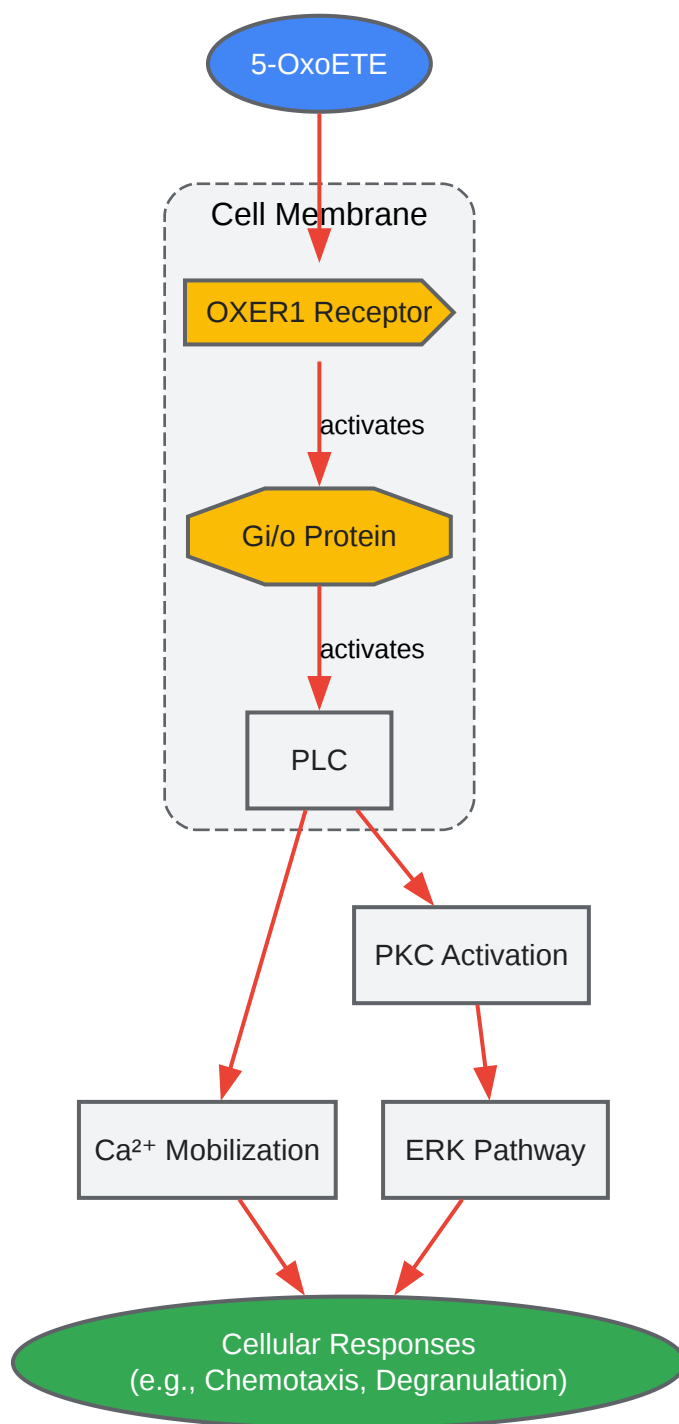 5-OxoETE
Cell Membrane
OXER1 Receptor
activates
Gi/o Protein
activates
PLC
PKC Activation
Ca²⁺ Mobilization
ERK Pathway
Cellular Responses
(e.g., Chemotaxis, Degranulation)